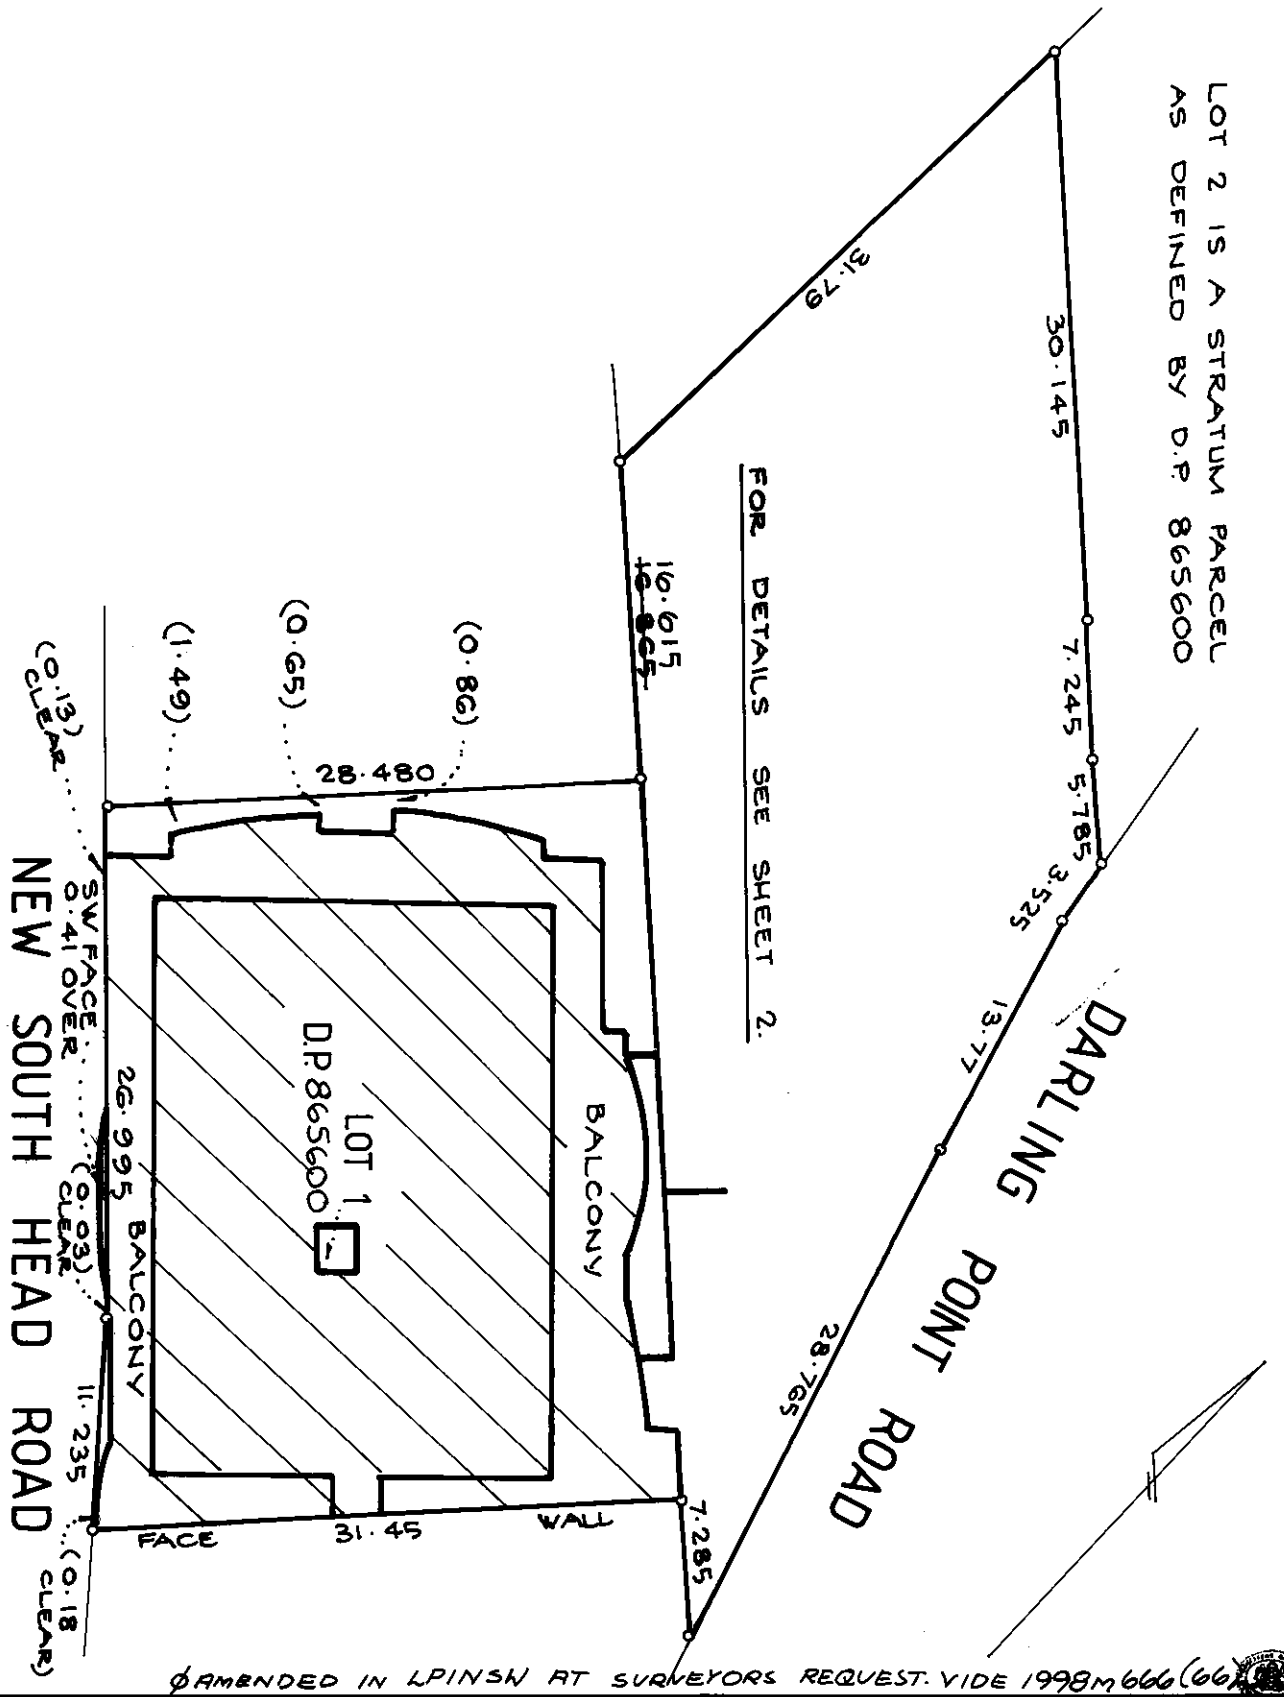 LOT 2 IS A STRATUM PARCEL
AS DEFINED BY D.P. 865600
31.79
30.145
7.245
5.785
3.525
13.77
28.765
7.285
DARLING POINT ROAD
FOR DETAILS SEE SHEET 2.
16.615
16.865
28.480
(0.86)
(0.65)
(1.49)
(0.13)
CLEAR
SW FACE
0.41 OVER
(0.03)
CLEAR
26.995
BALCONY
BALCONY
LOT 1
D.P.865600
1
11.235
(0.18
CLEAR)
FACE
31.45
WALL
NEW SOUTH HEAD ROAD
ØAMENDED IN LPINSW AT SURVEYORS REQUEST. VIDE 1998M666(66)